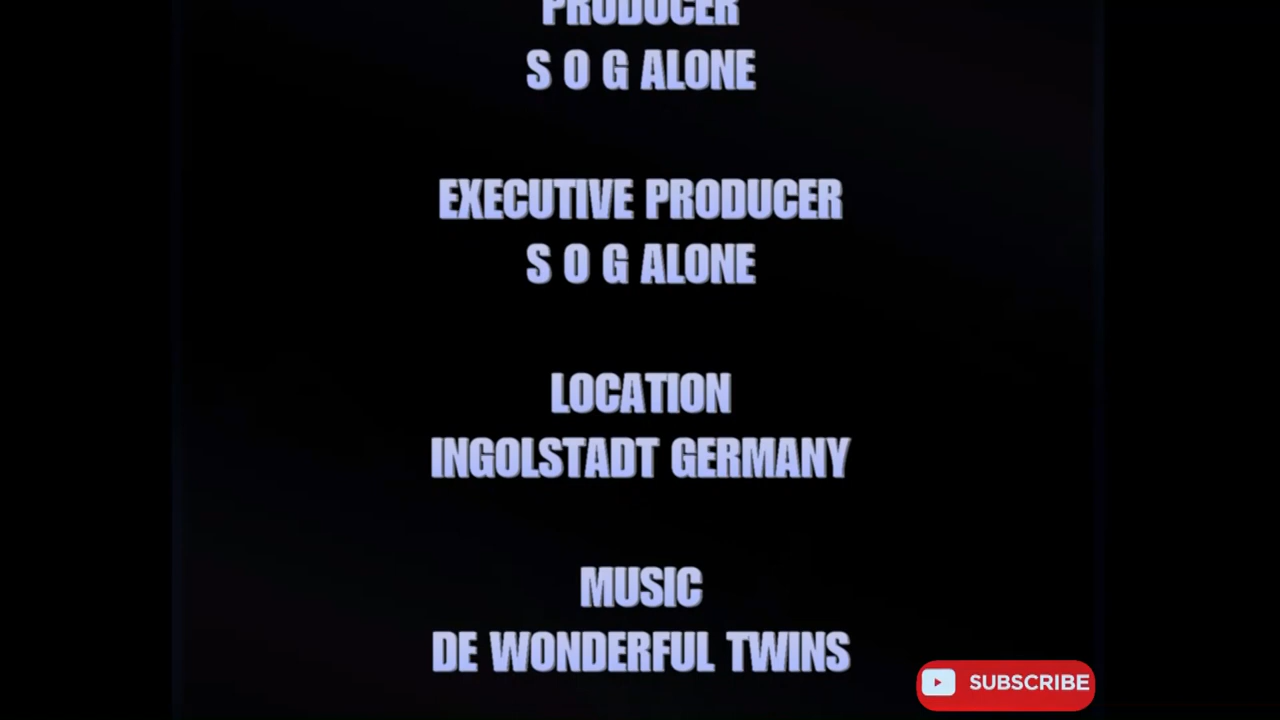 PRODUCER
S O G ALONE
EXECUTIVE PRODUCER
S O G ALONE
LOCATION
INGOLSTADT GERMANY
MUSIC
DE WONDERFUL TWINS
SUBSCRIBE